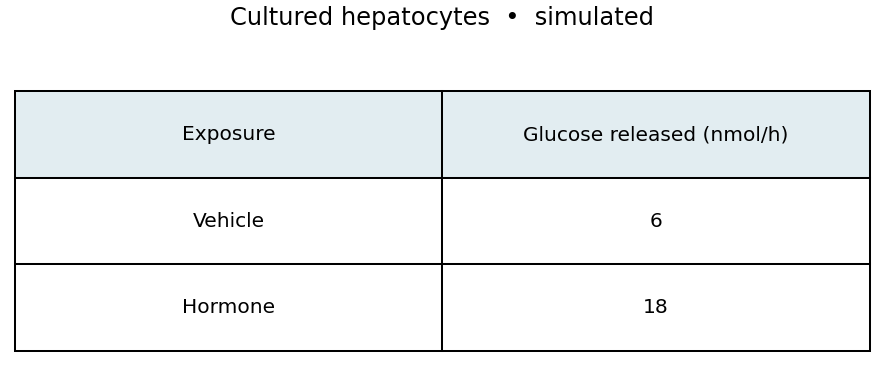 Cultured hepatocytes • simulated
Exposure Glucose released (nmol/h)
Vehicle 6
Hormone 18